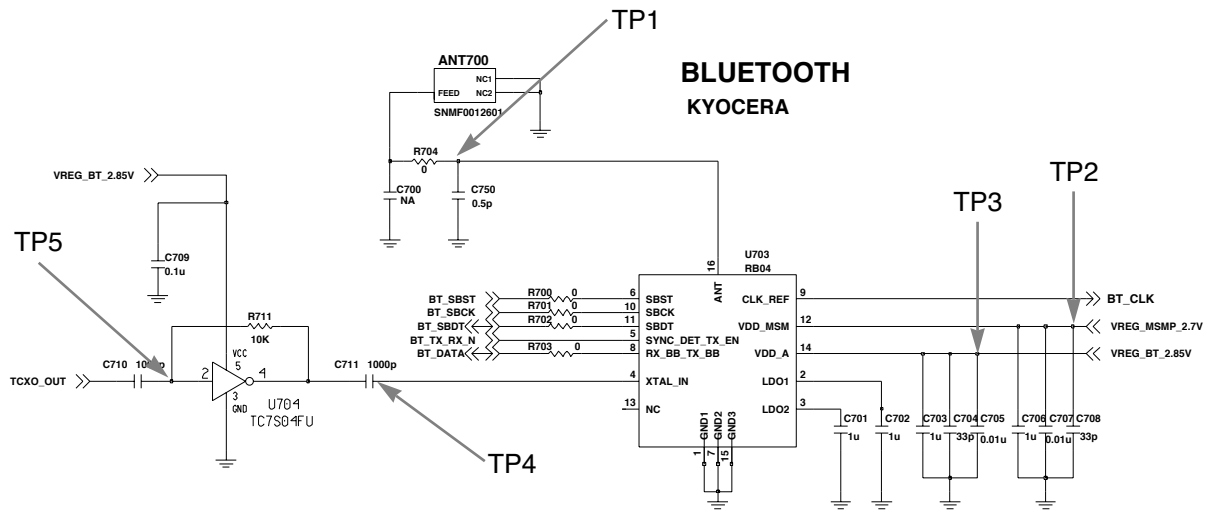 TP1
ANT700
NC1
FEED
NC2
SNMF0012601
BLUETOOTH
KYOCERA
R704
0
VREG_BT_2.85V
C700
NA
C750
0.5p
TP2
TP3
TP5
C709
0.1u
U703
RB04
16
ANT
R700 0
BT_SBST
6
SBST
CLK_REF
9
BT_CLK
R701 0
BT_SBCK
10
SBCK
VDD_MSM
12
VREG_MSMP_2.7V
R702 0
BT_SBDT
11
SBDT
BT_TX_RX_N
5
SYNC_DET_TX_EN
VDD_A
14
VREG_BT_2.85V
R703 0
BT_DATA
8
RX_BB_TX_BB
R711
10K
VCC
5
C710
TCXO_OUT
2
4
C711 1000p
4
XTAL_IN
LDO1
2
3
GND
U704
TC7S04FU
13
NC
LDO2
3
GND1
GND2
GND3
1
7
15
C701
1u
C702
1u
C703
1u
C704
33p
C705
0.01u
C706
1u
C707
0.01u
C708
33p
TP4